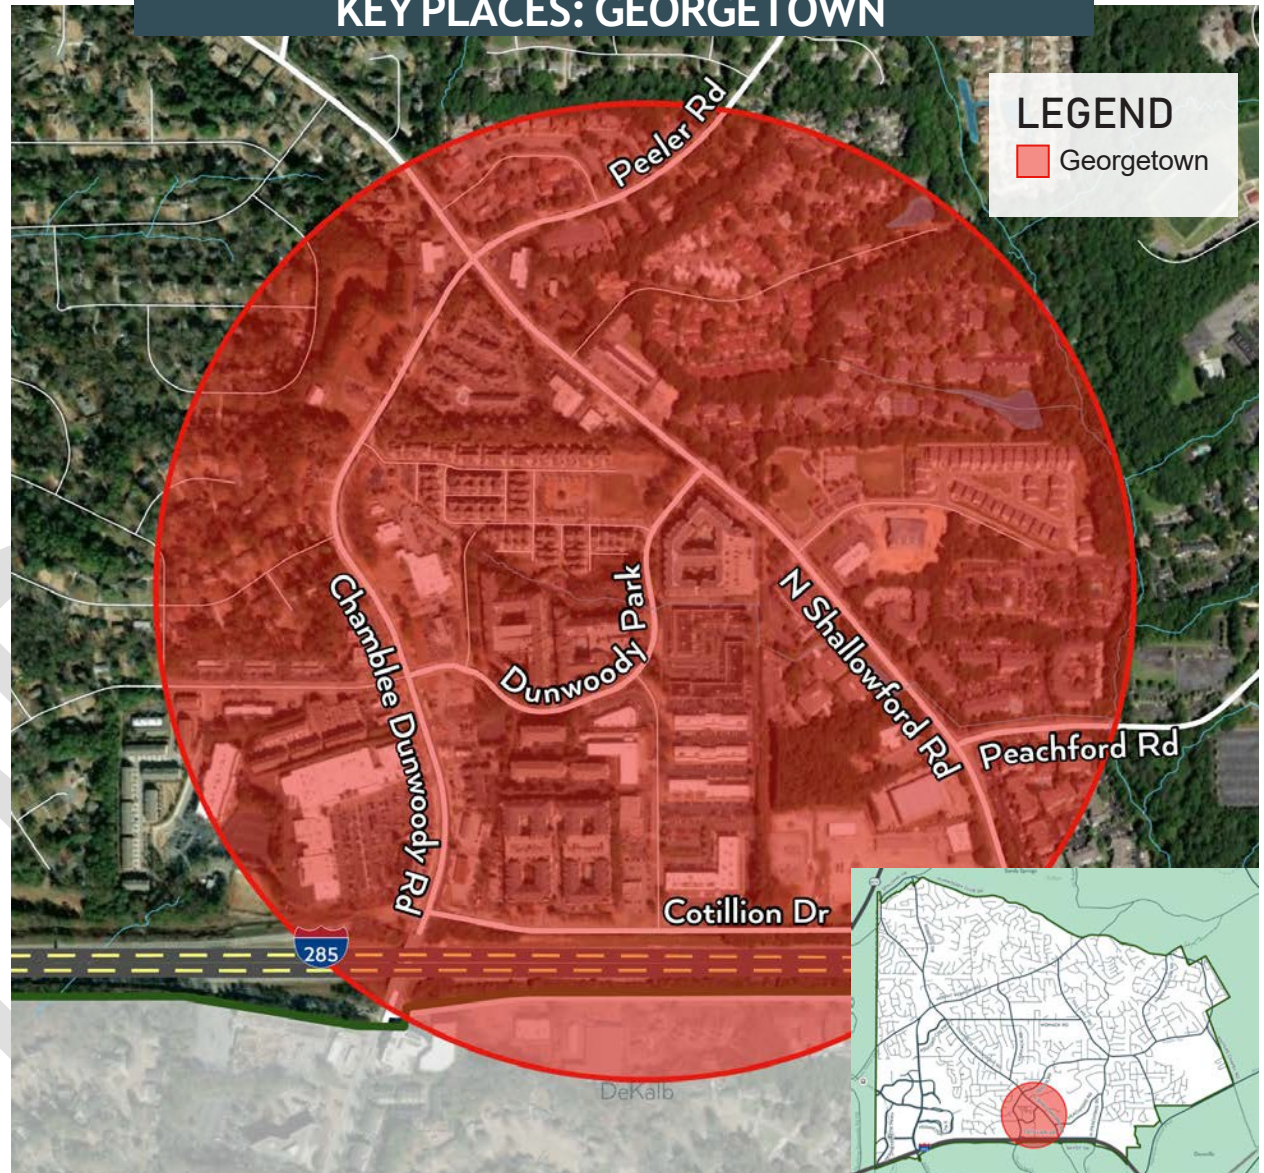 KEY PLACES: GEORGETOWN
LEGEND
Georgetown
Peeler Rd
N Shallowford Rd
Dunwoody Park
Chamblee Dunwoody Rd
Peachford Rd
Cotillion Dr
285
DeKalb